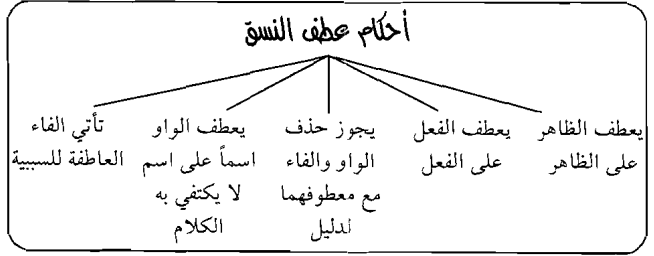 أحكام عطف النسق
يعطف الظاهر
على الظاهر
يعطف الفعل
على الفعل
يجوز حذف
الواو والفاء
مع معطوفهما
لدليل
يعطف الواو
اسماً على اسم
لا يكتفي به
الكلام
تأتي الفاء
العاطفة للسببية